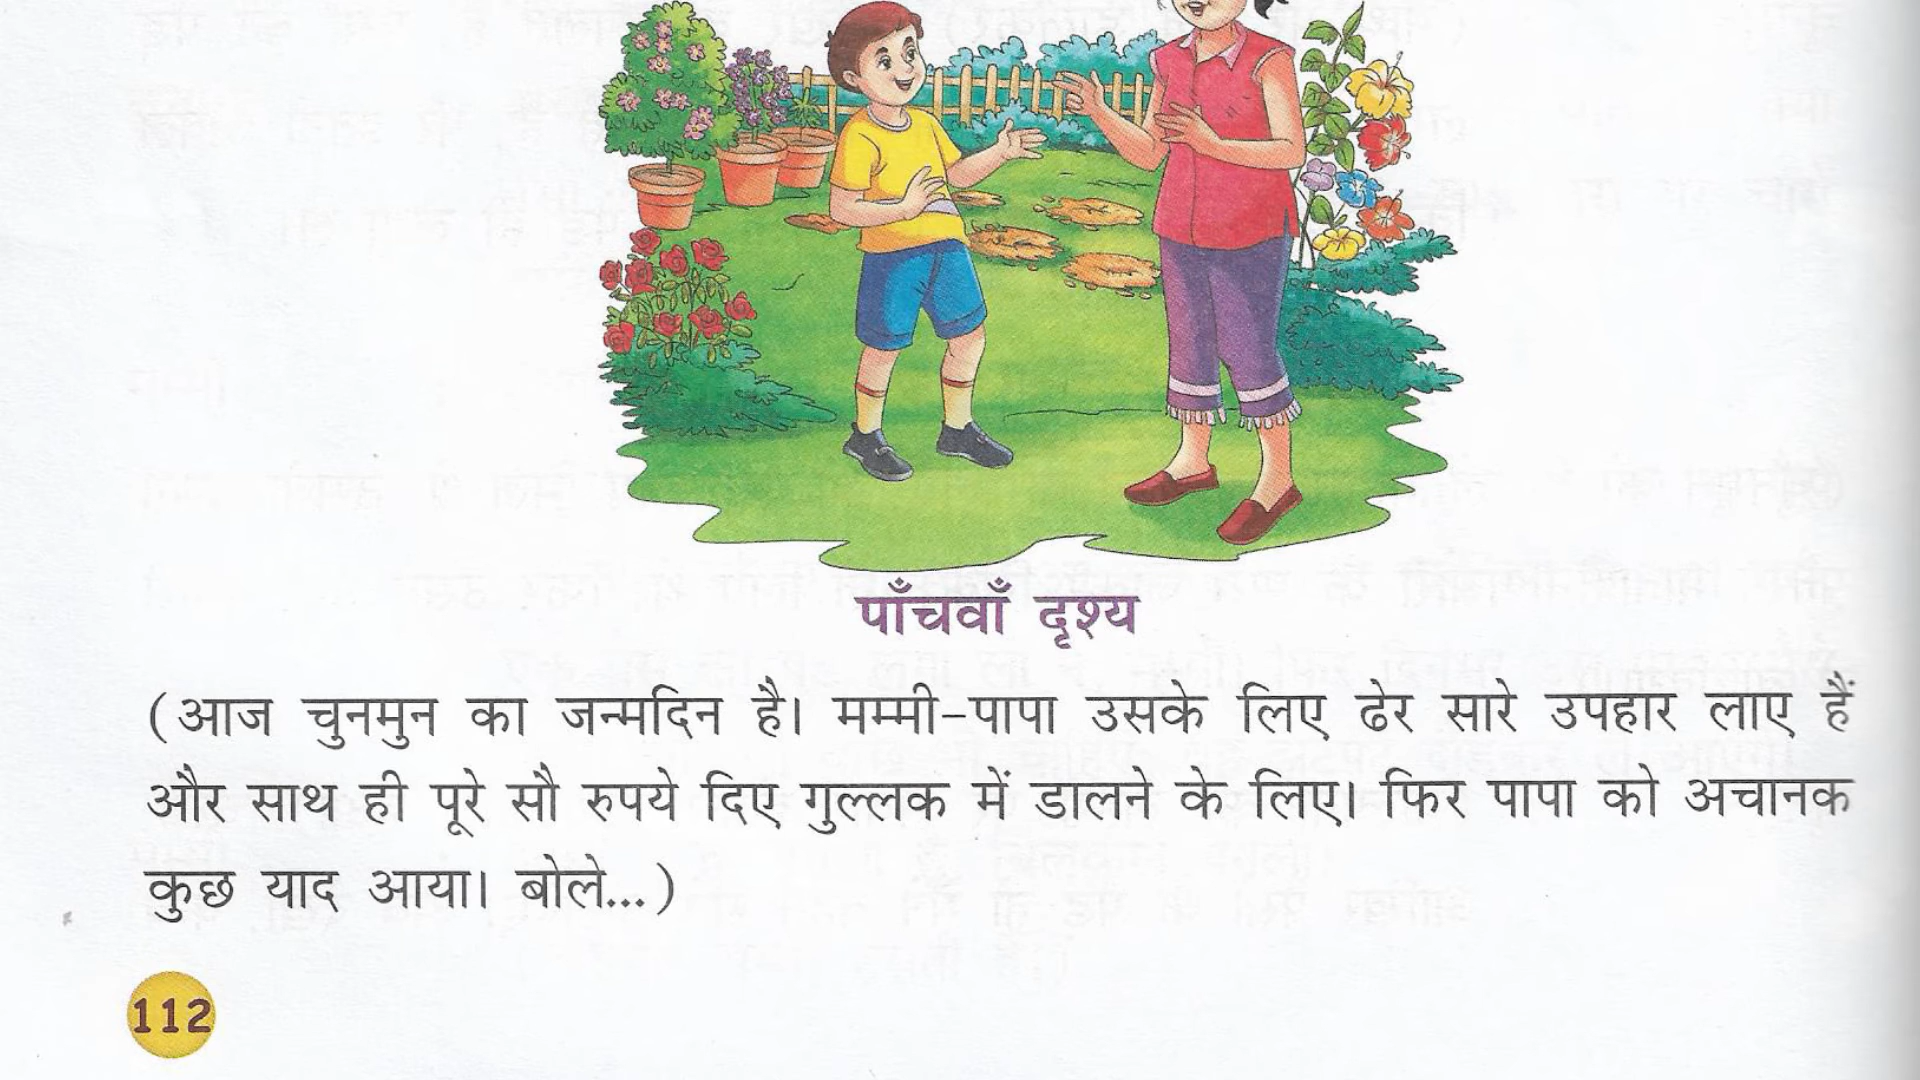 पाँचवाँ दृश्य
(आज चुनमुन का जन्मदिन है। मम्मी-पापा उसके लिए ढेर सारे उपहार लाए हैं
और साथ ही पूरे सौ रुपये दिए गुल्लक में डालने के लिए। फिर पापा को अचानक
कुछ याद आया। बोले...)
112